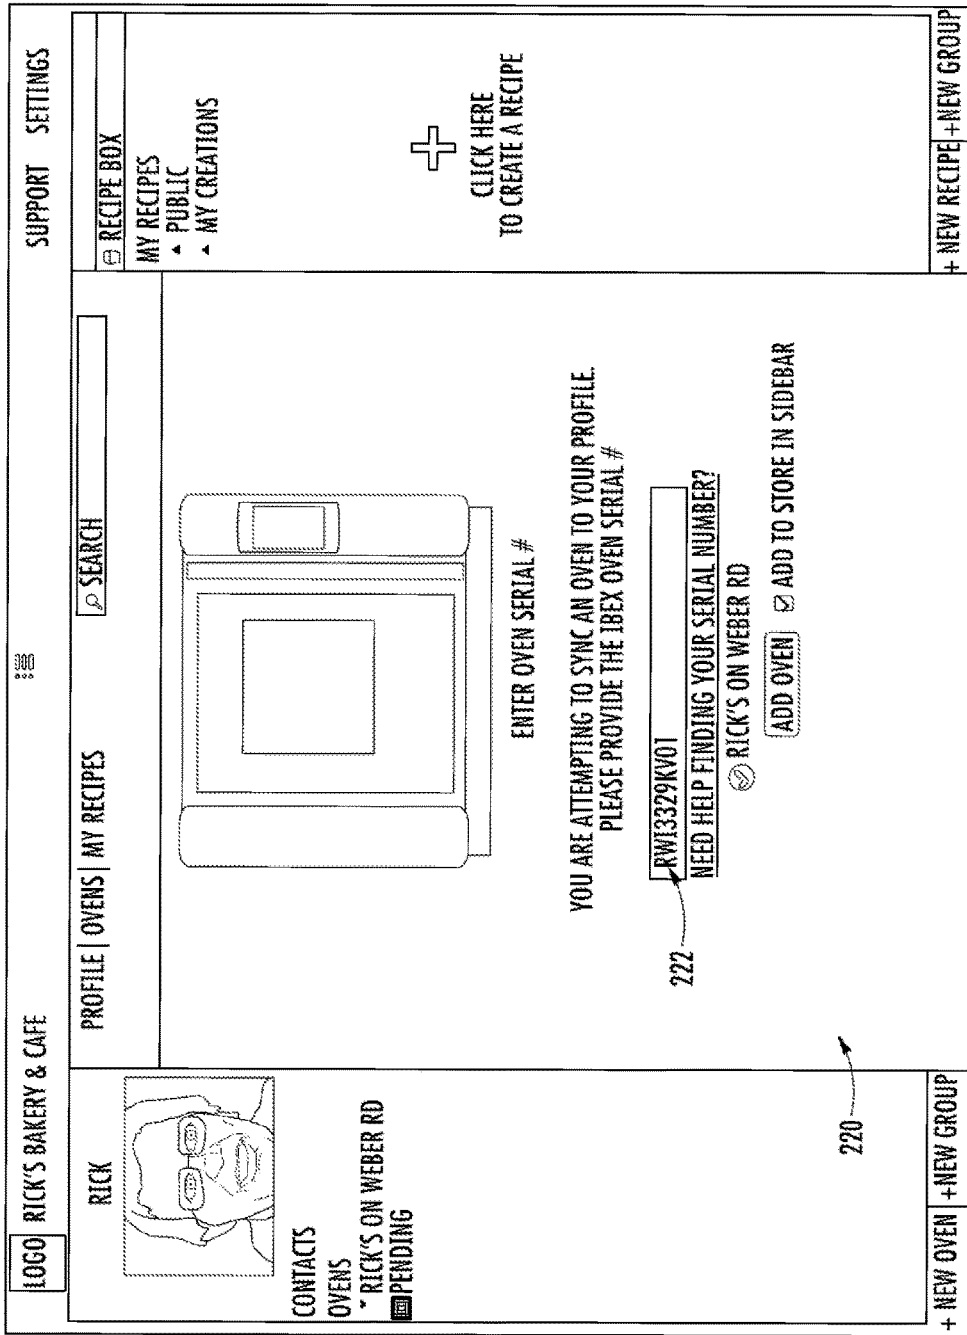 LOGO RICK'S BAKERY & CAFE
SUPPORT SETTINGS
RICK
CONTACTS
OVENS
RICK'S ON WEBER RD
PENDING
+ NEW OVEN +NEW GROUP
PROFILE | OVENS | MY RECIPES
SEARCH
ENTER OVEN SERIAL #
YOU ARE ATTEMPTING TO SYNC AN OVEN TO YOUR PROFILE.
PLEASE PROVIDE THE IBEX OVEN SERIAL #
RWI3329KV01
NEED HELP FINDING YOUR SERIAL NUMBER?
RICK'S ON WEBER RD
ADD OVEN ADD TO STORE IN SIDEBAR
222
220
RECIPE BOX
MY RECIPES
PUBLIC
MY CREATIONS
CLICK HERE
TO CREATE A RECIPE
+ NEW RECIPE +NEW GROUP